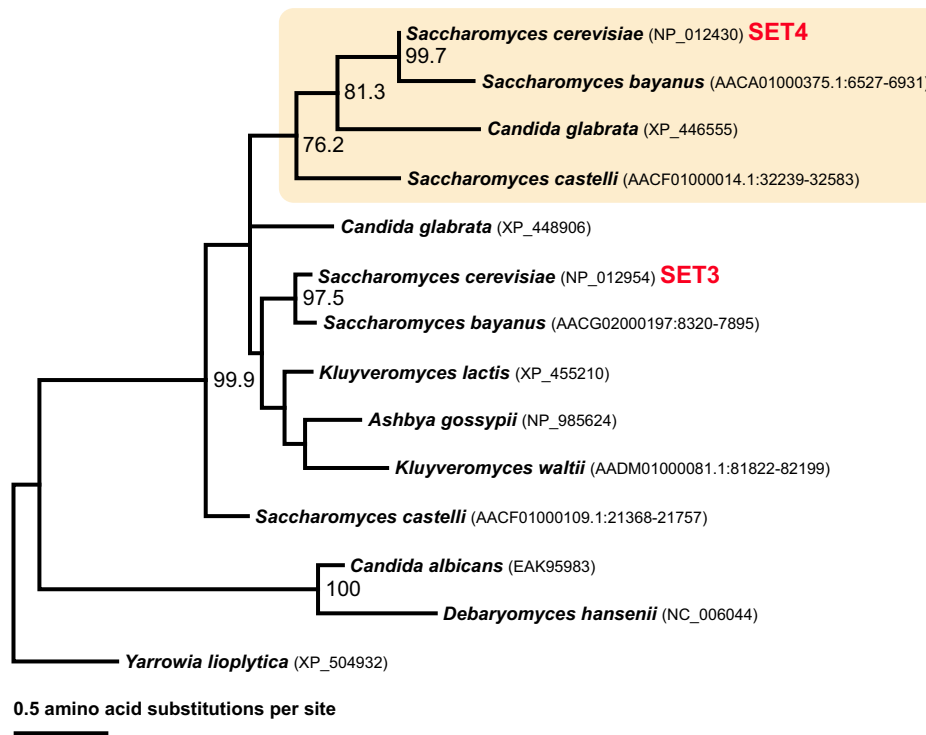 Saccharomyces cerevisiae (NP_012430) SET4
99.7
Saccharomyces bayanus (AACA01000375.1:6527-6931)
81.3
Candida glabrata (XP_446555)
76.2
Saccharomyces castelli (AACF01000014.1:32239-32583)
Candida glabrata (XP_448906)
Saccharomyces cerevisiae (NP_012954) SET3
97.5
Saccharomyces bayanus (AACG02000197:8320-7895)
Kluyveromyces lactis (XP_455210)
99.9
Ashbya gossypii (NP_985624)
Kluyveromyces waltii (AADM01000081.1:81822-82199)
Saccharomyces castelli (AACF01000109.1:21368-21757)
Candida albicans (EAK95983)
100
Debaryomyces hansenii (NC_006044)
Yarrowia lioplytica (XP_504932)
0.5 amino acid substitutions per site